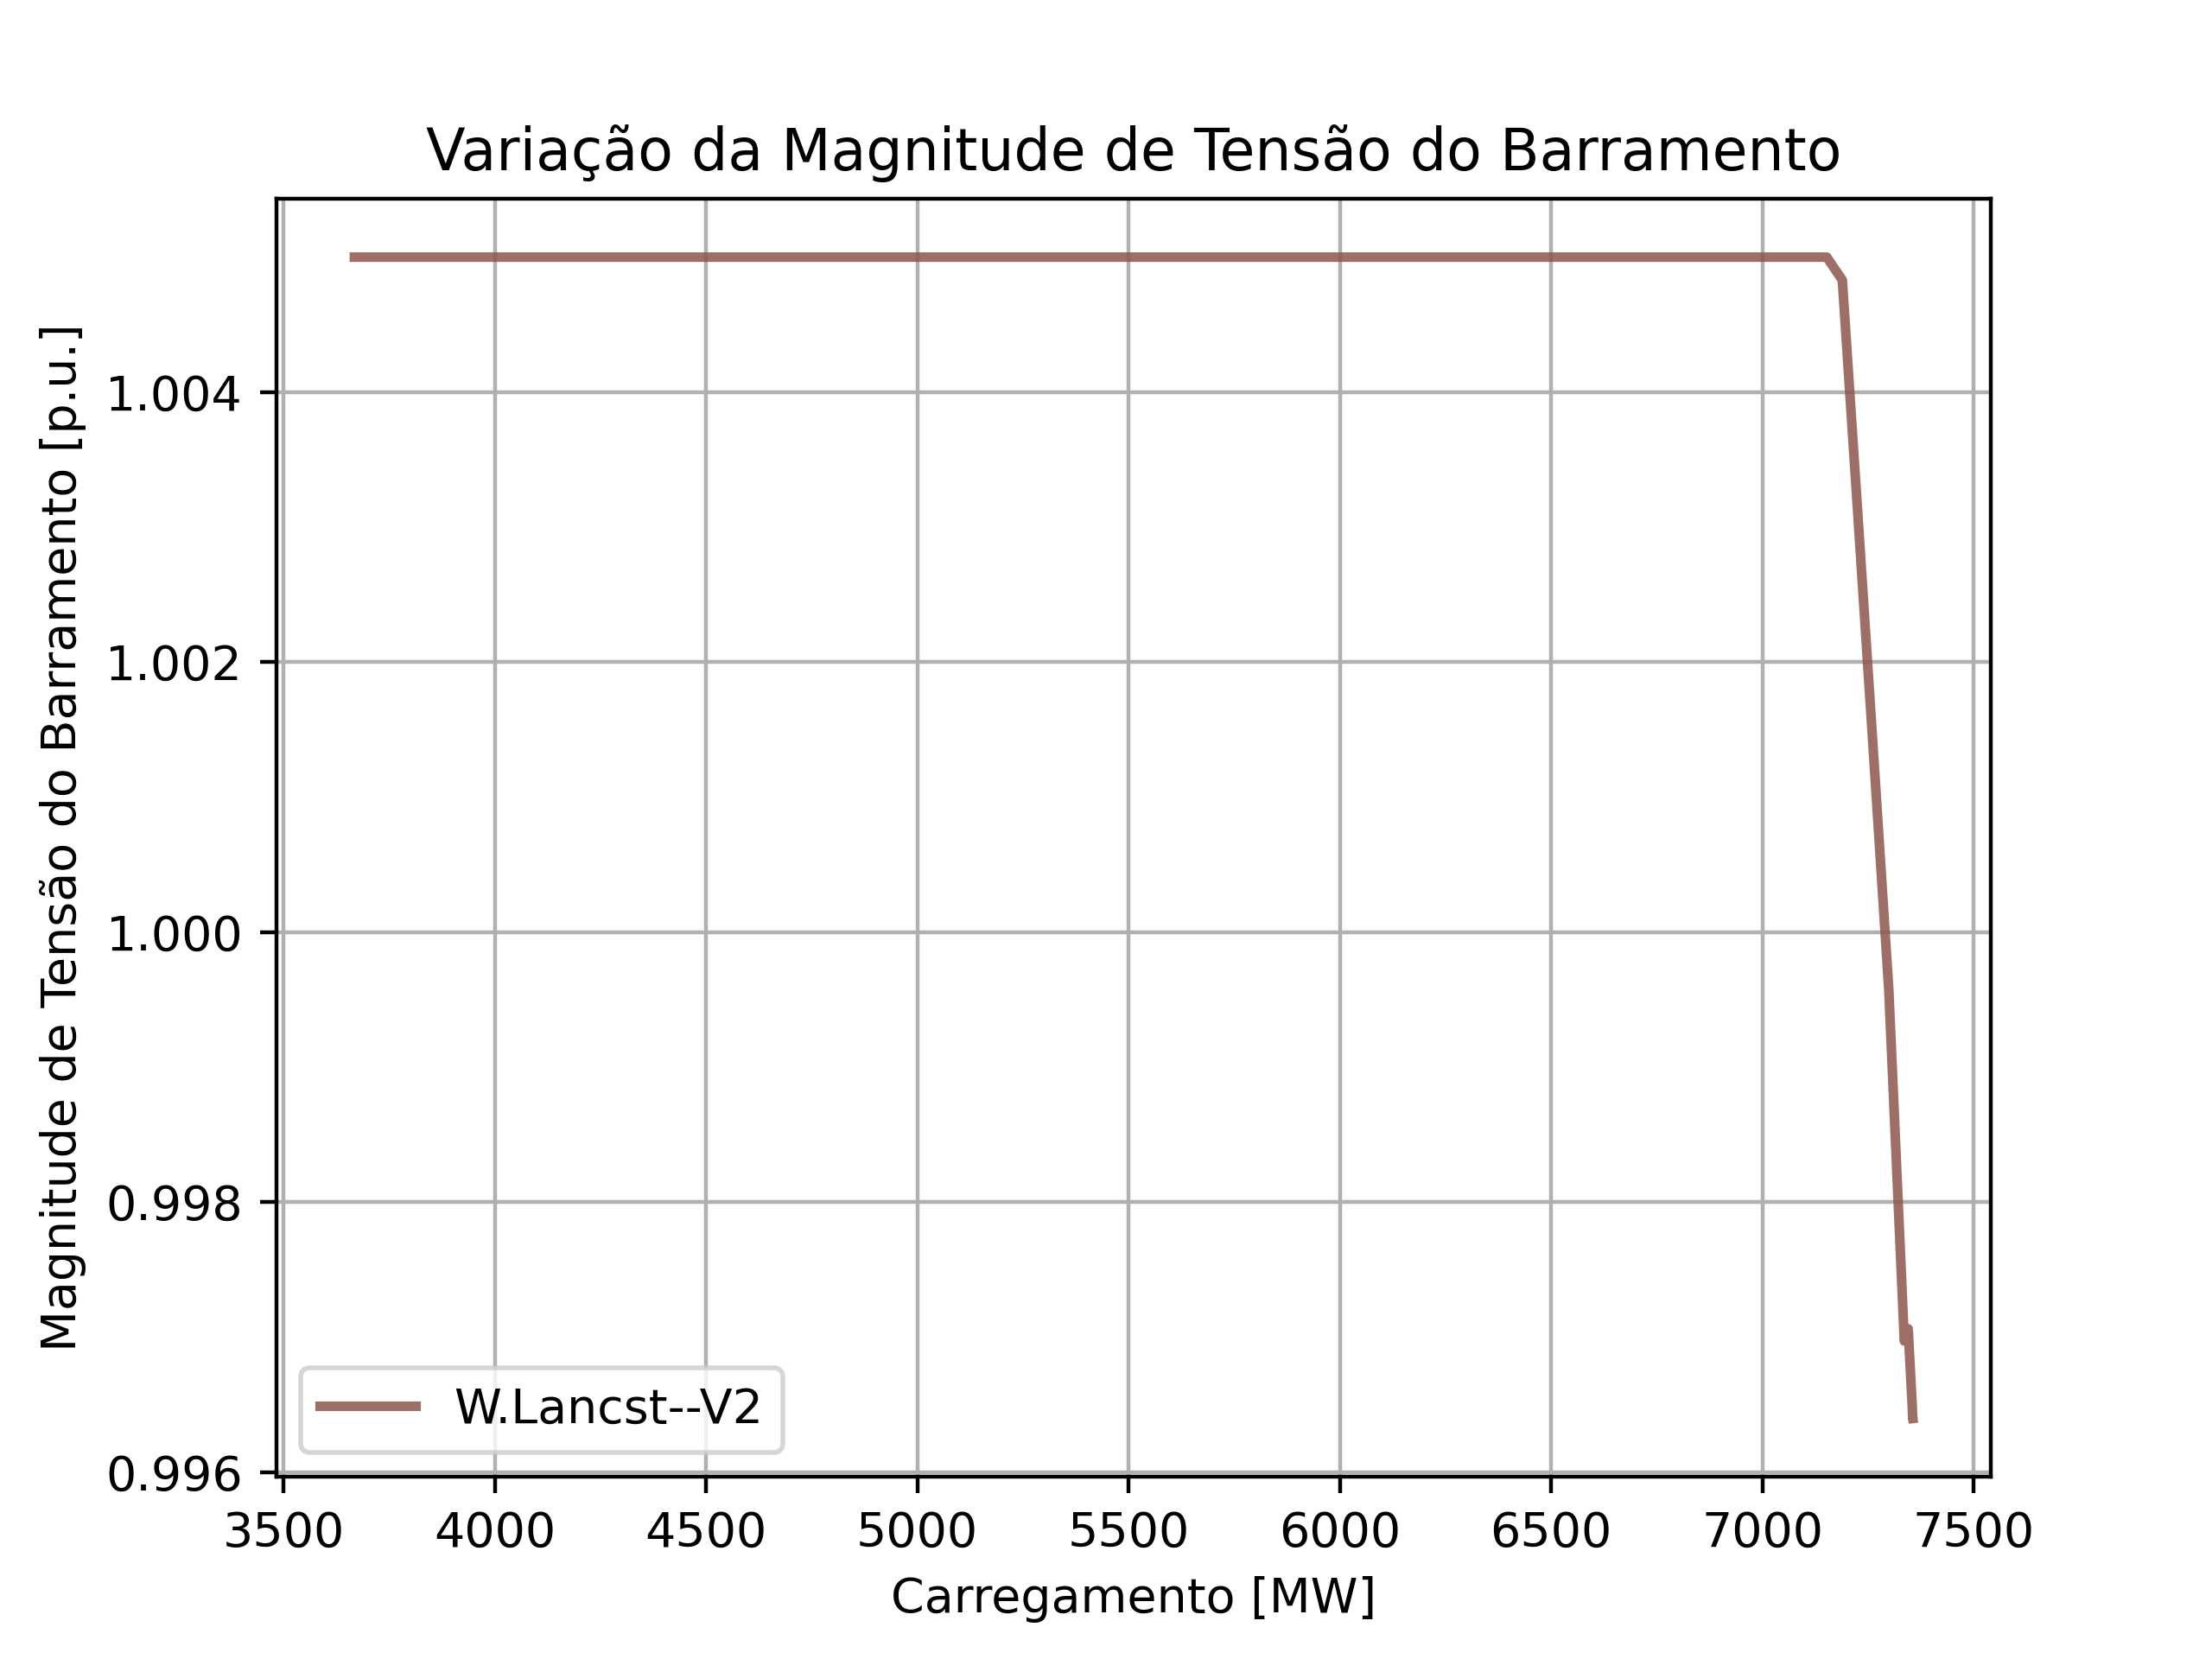 Variação da Magnitude de Tensão do Barramento
Magnitude de Tensão do Barramento [p.u.]
1.004
1.002
1.000
0.998
0.996
W.Lancst--V2
3500 4000 4500 5000 5500 6000 6500 7000 7500
Carregamento [MW]